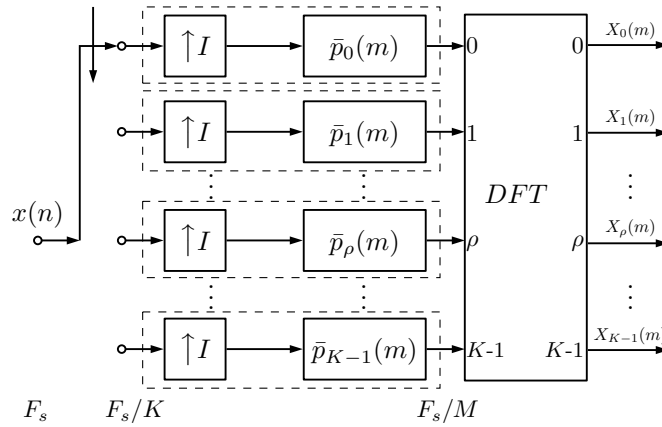 ↑I p̄₀(m) 0 0 X₀(m)
↑I p̄₁(m) 1 1 X₁(m)
x(n) DFT
↑I p̄ρ(m) ρ ρ Xρ(m)
↑I p̄K−1(m) K-1 K-1 XK−1(m)
Fs Fs/K Fs/M